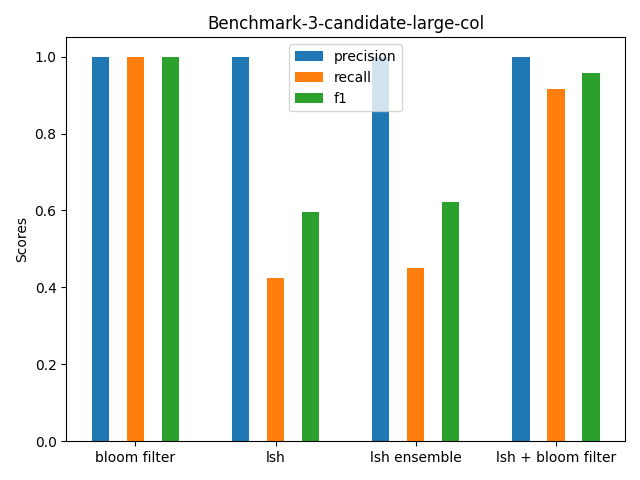 Benchmark-3-candidate-large-col
precision
recall
f1
Scores
1.0
0.8
0.6
0.4
0.2
0.0
bloom filter
lsh
lsh ensemble
lsh + bloom filter